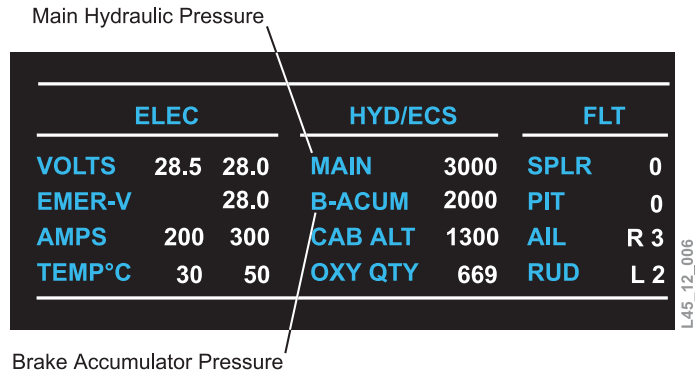 Main Hydraulic Pressure
ELEC HYD/ECS FLT
VOLTS 28.5 28.0 MAIN 3000 SPLR 0
EMER-V 28.0 B-ACUM 2000 PIT 0
AMPS 200 300 CAB ALT 1300 AIL R 3
TEMP°C 30 50 OXY QTY 669 RUD L 2
L45_12_006
Brake Accumulator Pressure